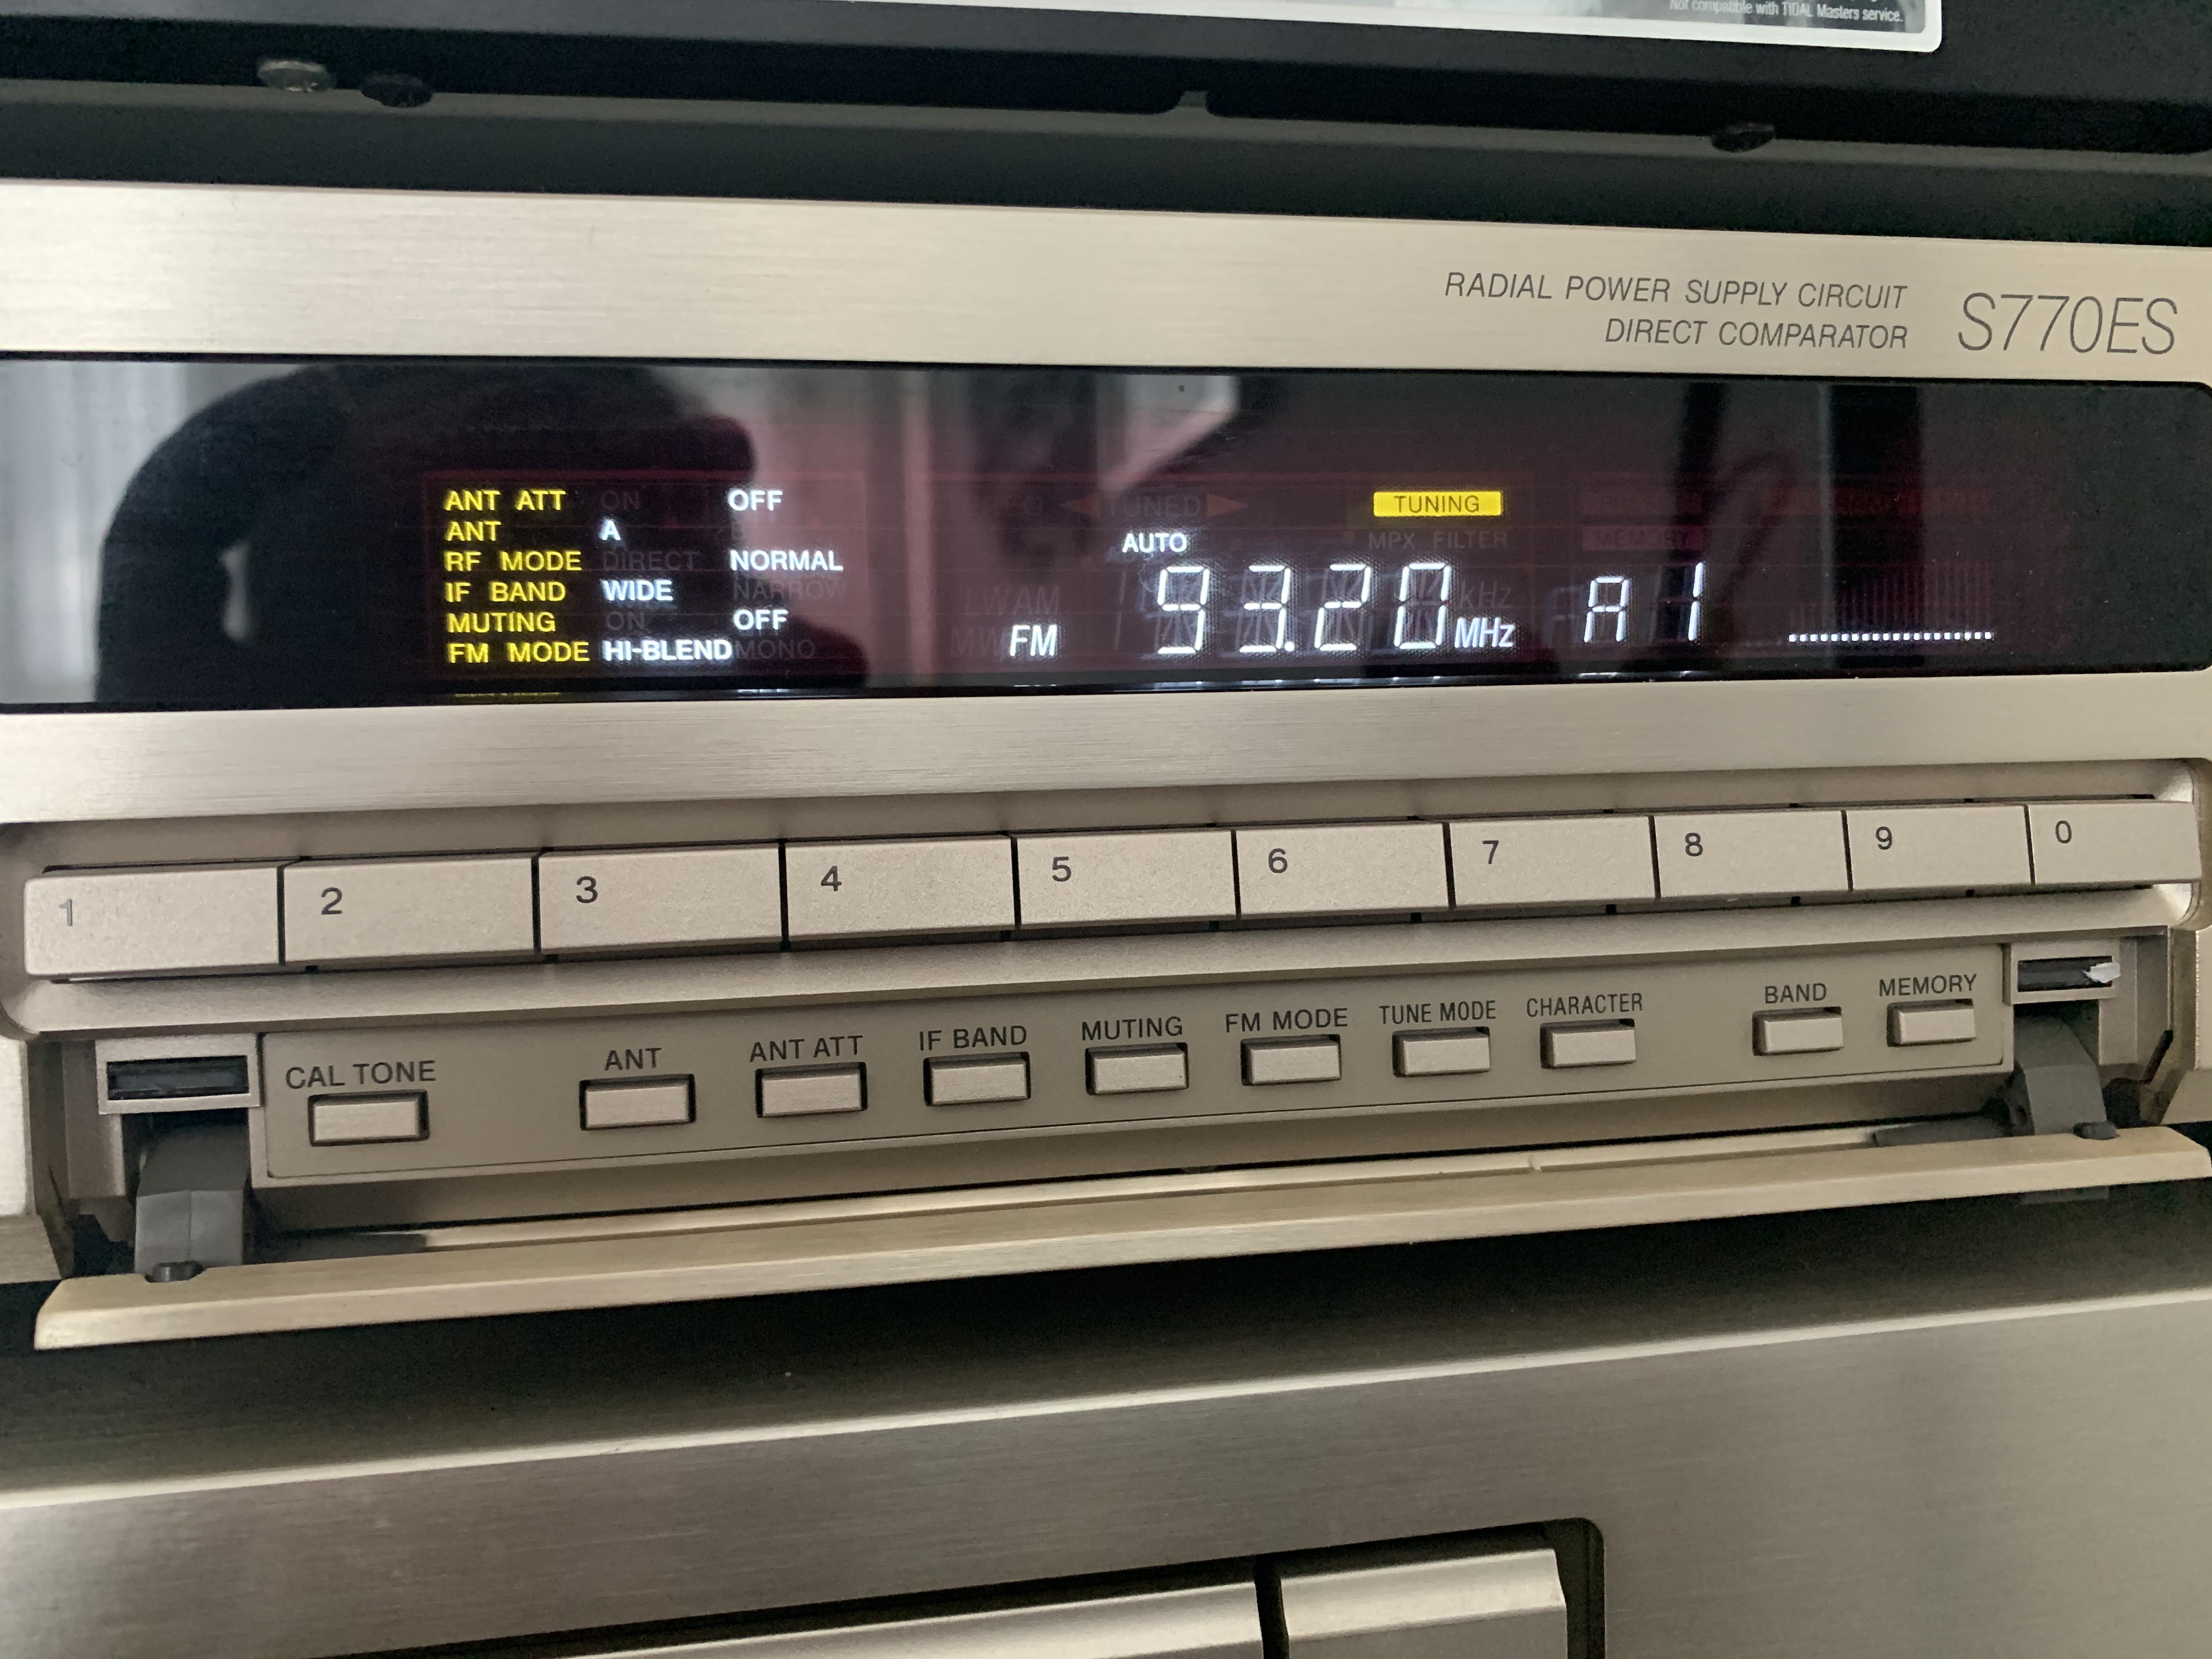 Not compatible with TIDAL Masters service.
RADIAL POWER SUPPLY CIRCUIT
DIRECT COMPARATOR
S770ES
ANT ATT ON OFF
ANT A
RF MODE DIRECT NORMAL
IF BAND WIDE NARROW
MUTING ON OFF
FM MODE HI-BLEND MONO
TUNED
TUNING
AUTO
MPX FILTER
MEMORY
LW AM kHz
MW FM 93.20 MHz A1
1 2 3 4 5 6 7 8 9 0
CAL TONE ANT ANT ATT IF BAND MUTING FM MODE TUNE MODE CHARACTER BAND MEMORY